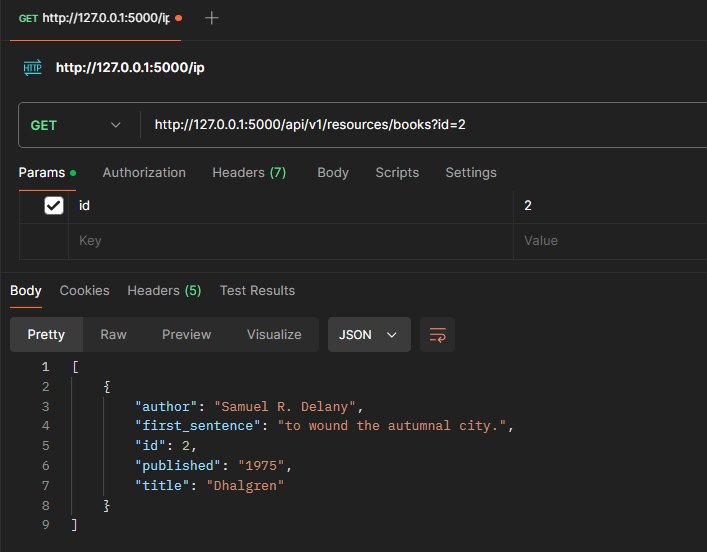 GET http://127.0.0.1:5000/ip
http://127.0.0.1:5000/ip
GET http://127.0.0.1:5000/api/v1/resources/books?id=2
Params Authorization Headers (7) Body Scripts Settings
id 2
Key Value
Body Cookies Headers (5) Test Results
Pretty Raw Preview Visualize JSON
1 [
2 {
3 "author": "Samuel R. Delany",
4 "first_sentence": "to wound the autumnal city.",
5 "id": 2,
6 "published": "1975",
7 "title": "Dhalgren"
8 }
9 ]